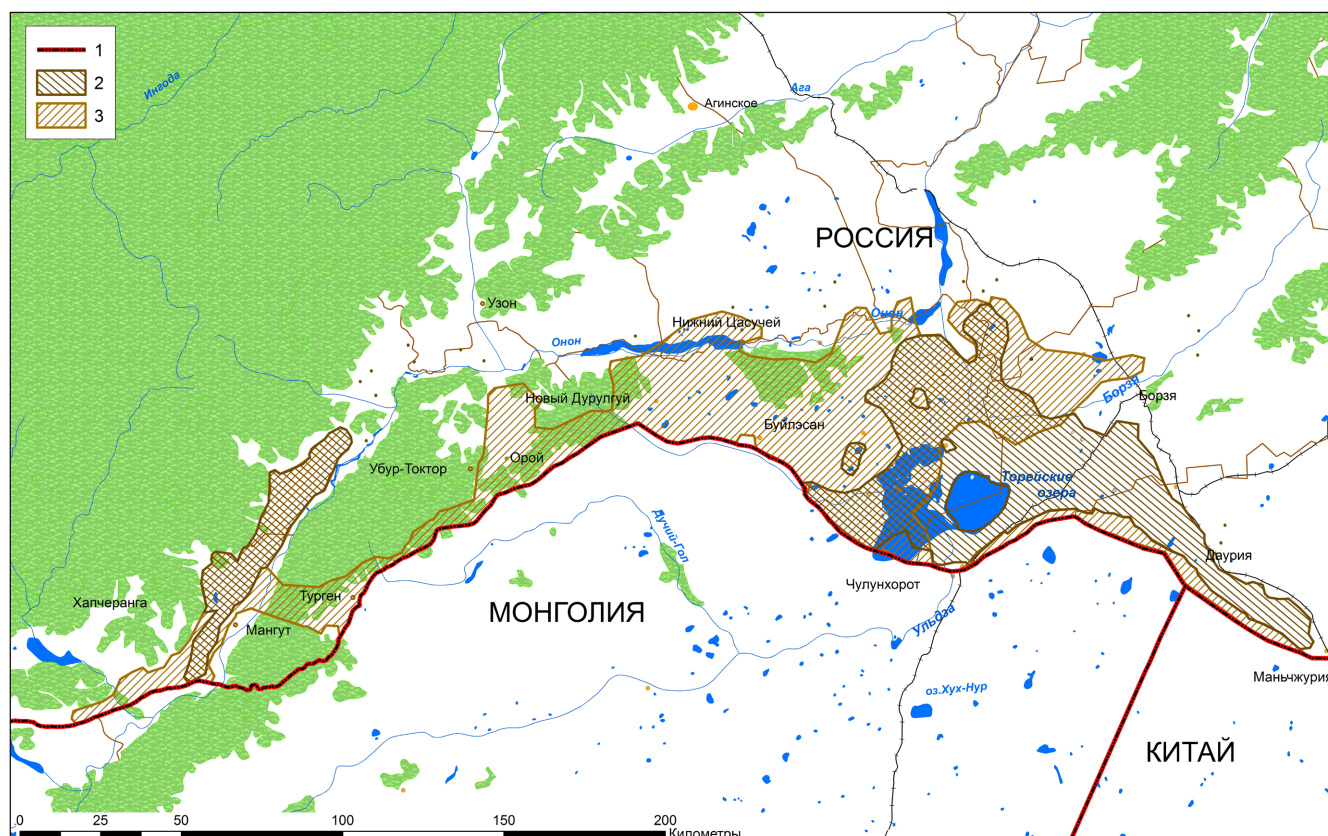 1
2
3
Ингода
Ага
Агинское
РОССИЯ
Узон
Нижний Цасучей
Онон
Онон
Борзя
Борзя
Новый Дурулгуй
Буйлэсан
Убур-Токтор
Орой
Торейские
озера
Дучий-Гол
Даурия
Чулунхорот
Хапчеранга
Турген
МОНГОЛИЯ
Мангут
Ульдза
Маньчжурия
оз.Хух-Нур
КИТАЙ
0 25 50 100 150 200
Километры